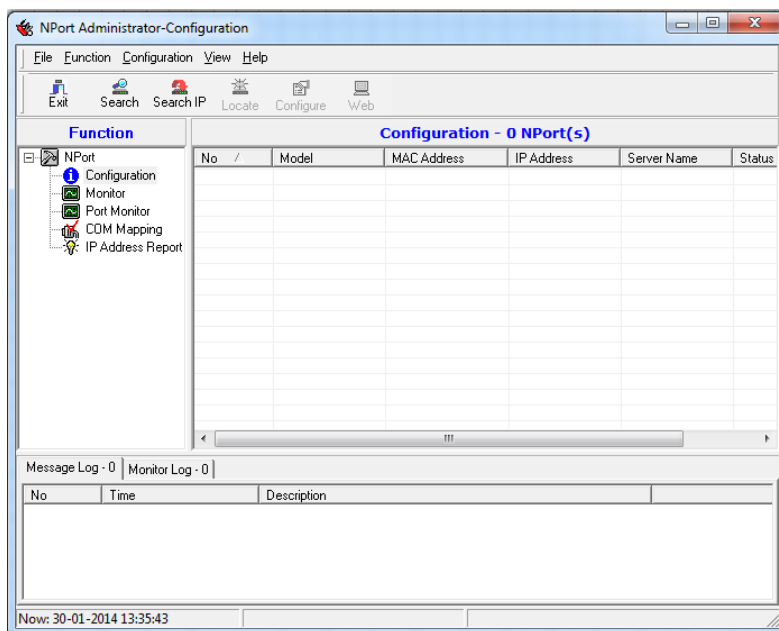 NPort Administrator-Configuration
File Function Configuration View Help
Exit Search Search IP Locate Configure Web
Function
Configuration - 0 NPort(s)
NPort
Configuration
Monitor
Port Monitor
COM Mapping
IP Address Report
No Model MAC Address IP Address Server Name Status
Message Log - 0 Monitor Log - 0
No Time Description
Now: 30-01-2014 13:35:43